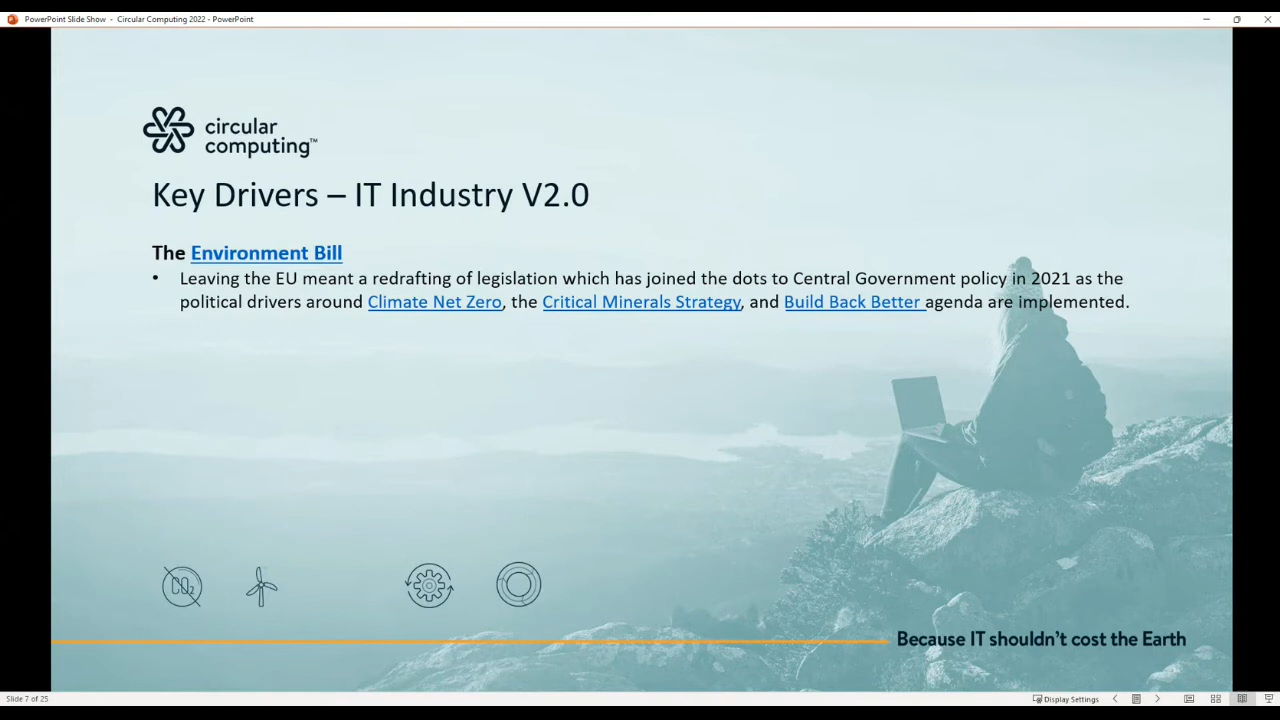 PowerPoint Slide Show - Circular Computing 2022 - PowerPoint
circular
computing™
Key Drivers – IT Industry V2.0
The Environment Bill
• Leaving the EU meant a redrafting of legislation which has joined the dots to Central Government policy in 2021 as the
political drivers around Climate Net Zero, the Critical Minerals Strategy, and Build Back Better agenda are implemented.
CO₂
Because IT shouldn't cost the Earth
Slide 7 of 25
Display Settings